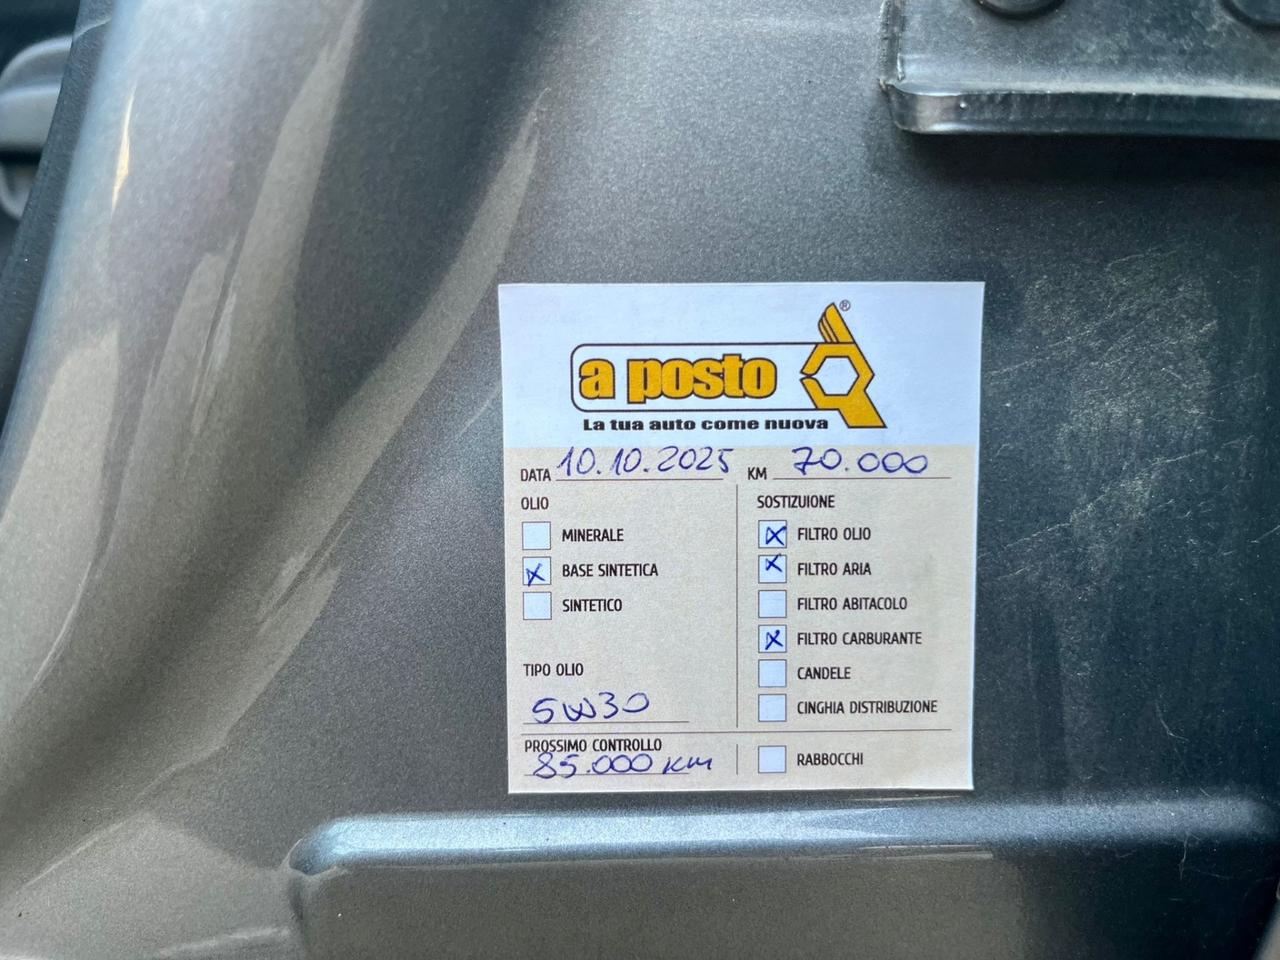 ®
a posto
La tua auto come nuova
DATA 10.10.2025 KM 70.000
OLIO
MINERALE
X BASE SINTETICA
SINTETICO
TIPO OLIO
5W30
PROSSIMO CONTROLLO
85.000 KM
SOSTIZUIONE
X FILTRO OLIO
X FILTRO ARIA
FILTRO ABITACOLO
X FILTRO CARBURANTE
CANDELE
CINGHIA DISTRIBUZIONE
RABBOCCHI